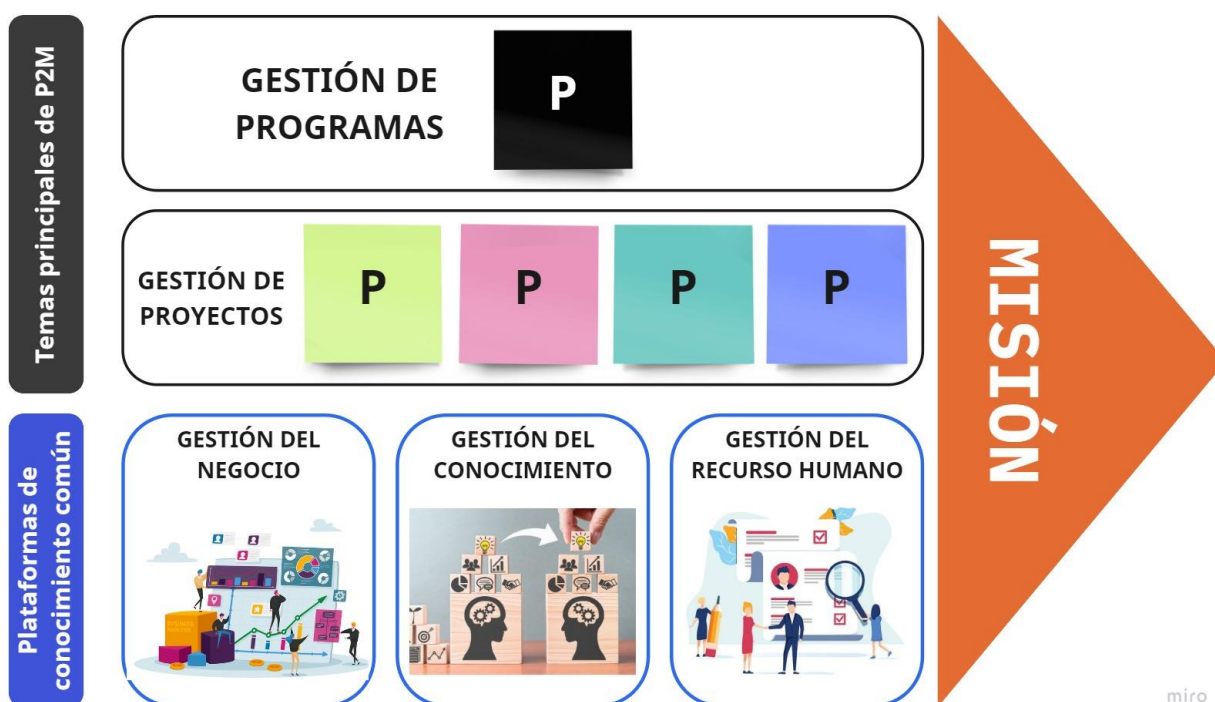 Temas principales de P2M
GESTIÓN DE
PROGRAMAS
P
GESTIÓN DE
PROYECTOS
P
P
P
P
Plataformas de
conocimiento común
GESTIÓN DEL
NEGOCIO
GESTIÓN DEL
CONOCIMIENTO
GESTIÓN DEL
RECURSO HUMANO
MISIÓN
miro